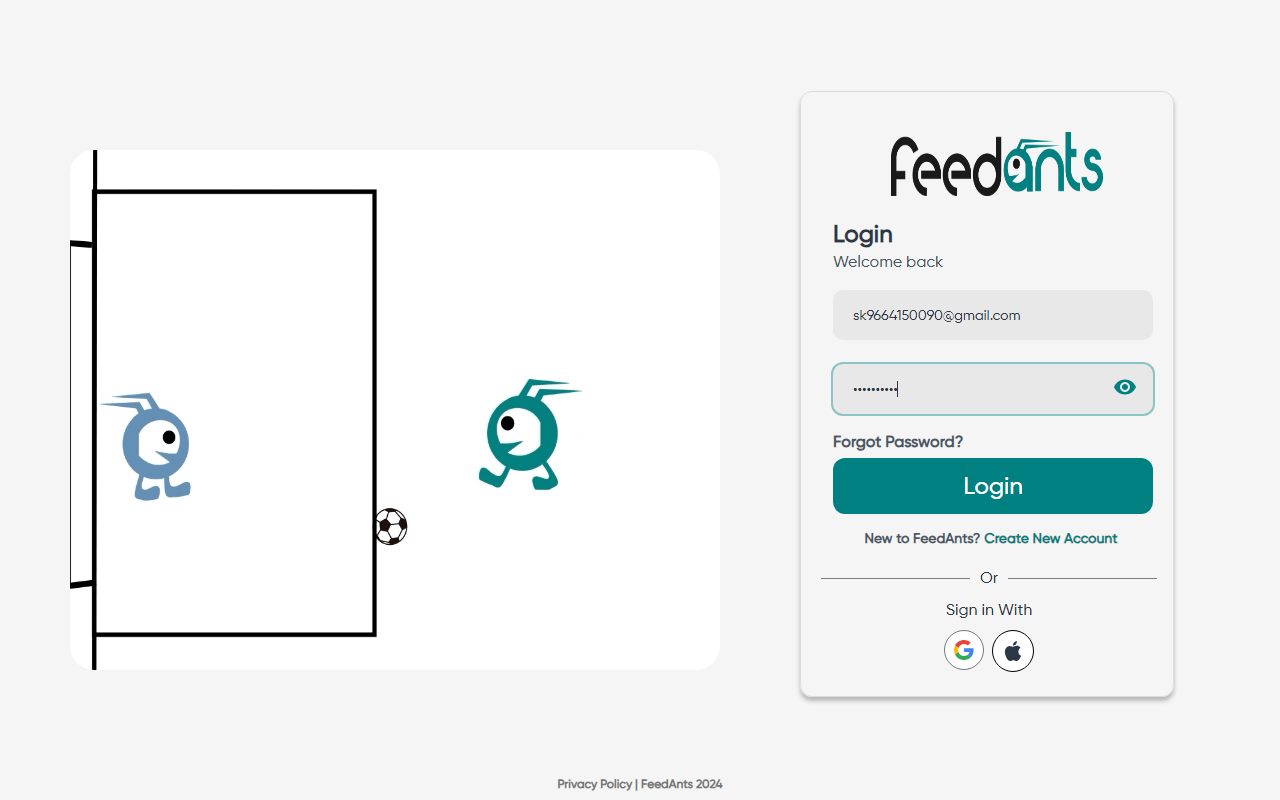 feedants
Login
Welcome back
sk9664150090@gmail.com
••••••••••
Forgot Password?
Login
New to FeedAnts? Create New Account
Or
Sign in With
Privacy Policy | FeedAnts 2024